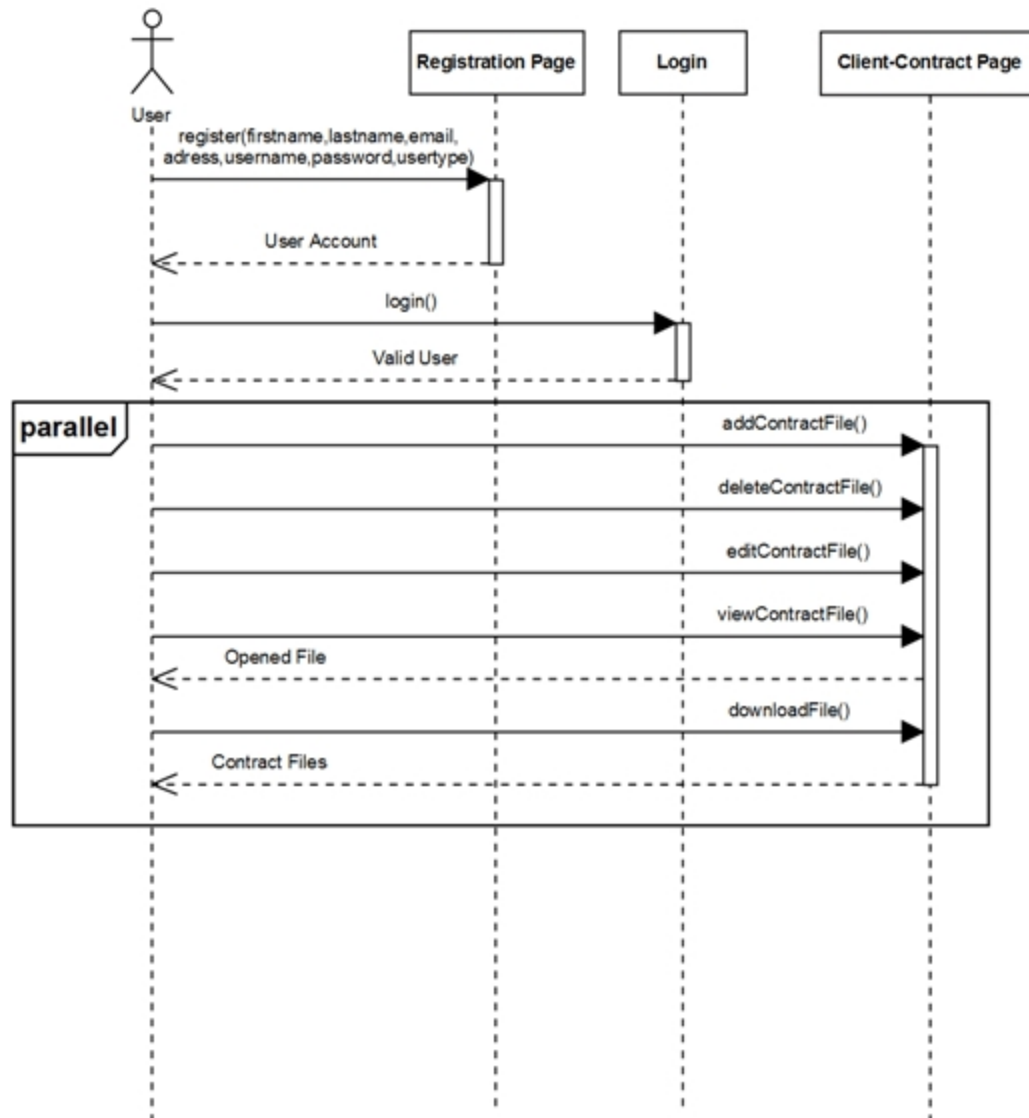 Registration Page
Login
Client-Contract Page
User
register(firstname,lastname,email,
adress,username,password,usertype)
User Account
login()
Valid User
parallel
addContractFile()
deleteContractFile()
editContractFile()
viewContractFile()
Opened File
downloadFile()
Contract Files